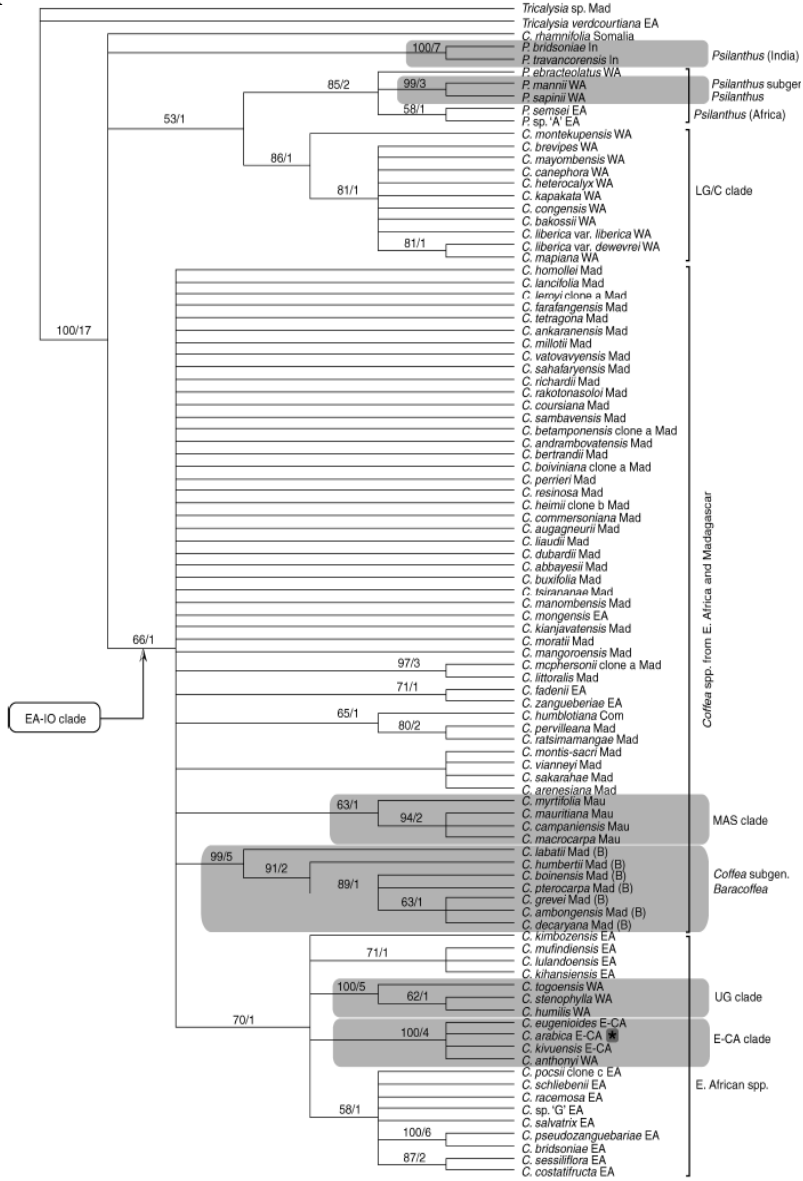 Tricalysia sp. Mad
Tricalysia verdcourtiana EA
C. rhamnifolia Somalia
100/7
P. bridsoniae In
P. travancorensis In
Psilanthus (India)
P. ebracteolatus WA
85/2
99/3
P. mannii WA
P. sapinii WA
Psilanthus subgen
Psilanthus
58/1
P. semsei EA
P. sp. 'A' EA
Psilanthus (Africa)
53/1
86/1
C. montekupensis WA
C. brevipes WA
C. mayombensis WA
C. canephora WA
C. heterocalyx WA
81/1
C. kapakata WA
LG/C clade
C. congensis WA
C. bakossii WA
C. liberica var. liberica WA
81/1
C. liberica var. dewevrei WA
C. mapiana WA
C. homollei Mad
C. lancifolia Mad
C. leroyi clone a Mad
C. farafangensis Mad
C. tetragona Mad
100/17
C. ankaranensis Mad
C. millotii Mad
C. vatovavyensis Mad
C. sahafaryensis Mad
C. richardii Mad
C. rakotonasoloi Mad
C. coursiana Mad
C. sambavensis Mad
C. betamponensis clone a Mad
C. andrambovatensis Mad
C. bertrandii Mad
C. boiviniana clone a Mad
C. perrieri Mad
C. resinosa Mad
C. heimii clone b Mad
C. commersoniana Mad
C. augagneurii Mad
C. liaudii Mad
C. dubardii Mad
C. abbayesii Mad
C. buxifolia Mad
C. tsirananae Mad
C. manombensis Mad
C. mongensis EA
C. kianjavatensis Mad
66/1
C. moratii Mad
C. mangoroensis Mad
97/3
C. mcphersonii clone a Mad
C. littoralis Mad
71/1
C. fadenii EA
C. zangueberiae EA
EA-IO clade
65/1
C. humblotiana Com
80/2
C. pervilleana Mad
C. ratsimamangae Mad
C. montis-sacri Mad
C. vianneyi Mad
C. sakarahae Mad
C. arenesiana Mad
Coffea spp. from E. Africa and Madagascar
63/1
C. myrtifolia Mau
94/2
C. mauritiana Mau
C. campaniensis Mau
C. macrocarpa Mau
MAS clade
99/5
C. labatii Mad (B)
91/2
C. humbertii Mad (B)
89/1
C. boinensis Mad (B)
C. pterocarpa Mad (B)
63/1
C. grevei Mad (B)
C. ambongensis Mad (B)
C. decaryana Mad (B)
Coffea subgen.
Baracoffea
C. kimbozensis EA
71/1
C. mufindiensis EA
C. lulandoensis EA
C. kihansiensis EA
100/5
C. togoensis WA
62/1
C. stenophylla WA
C. humilis WA
UG clade
70/1
100/4
C. eugenioides E-CA
C. arabica E-CA ★
C. kivuensis E-CA
C. anthonyi WA
E-CA clade
C. pocsii clone c EA
C. schliebenii EA
E. African spp.
C. racemosa EA
58/1
C. sp. 'G' EA
C. salvatrix EA
100/6
C. pseudozanguebariae EA
C. bridsoniae EA
87/2
C. sessiliflora EA
C. costatifructa EA